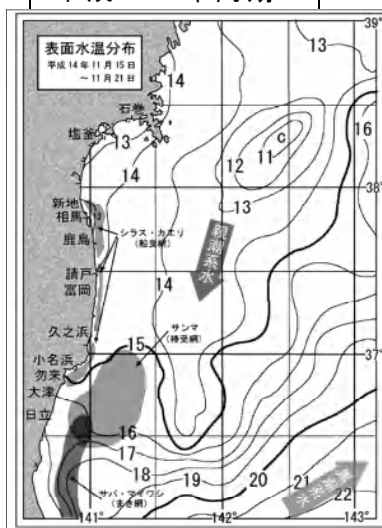 表面水温分布
平成14年11月15日
～11月21日
39°
13
14
石巻
塩釜
13
14
C
11
12
13
16
38°
新地
相馬
鹿島
シラス・カエリ
(船曳網)
請戸
富岡
親潮系水
14
久之浜
サンマ
(棒受網)
15
37°
小名浜
勿来
大津
日立
16
17
18
19
20
21
22
サバ・マイワシ
(まき網)
141°
142°
143°